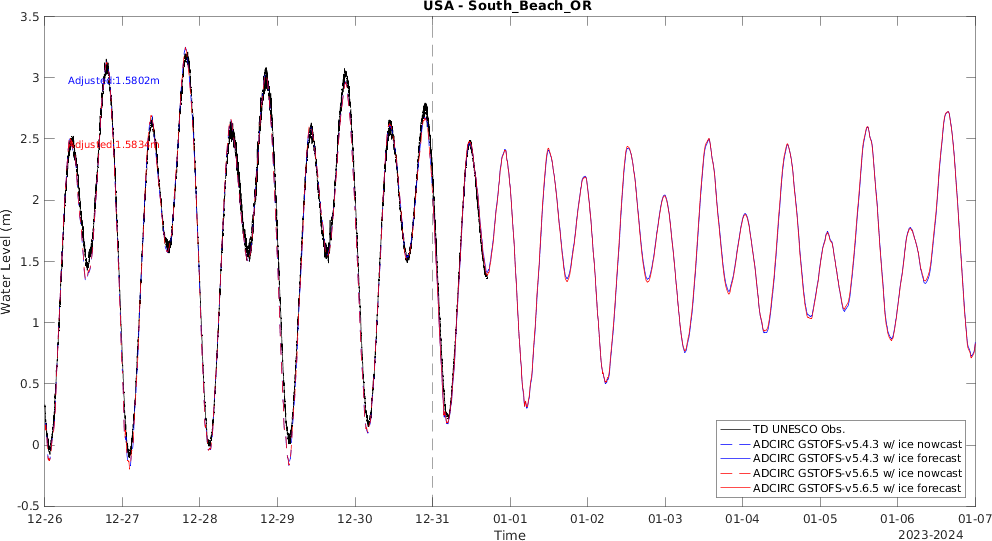 USA - South_Beach_OR
3.5
3
2.5
2
1.5
1
0.5
0
-0.5
Water Level (m)
Adjusted:1.5802m
Adjusted:1.5834m
TD UNESCO Obs.
ADCIRC GSTOFS-v5.4.3 w/ ice nowcast
ADCIRC GSTOFS-v5.4.3 w/ ice forecast
ADCIRC GSTOFS-v5.6.5 w/ ice nowcast
ADCIRC GSTOFS-v5.6.5 w/ ice forecast
12-26 12-27 12-28 12-29 12-30 12-31 01-01 01-02 01-03 01-04 01-05 01-06 01-07
Time
2023-2024